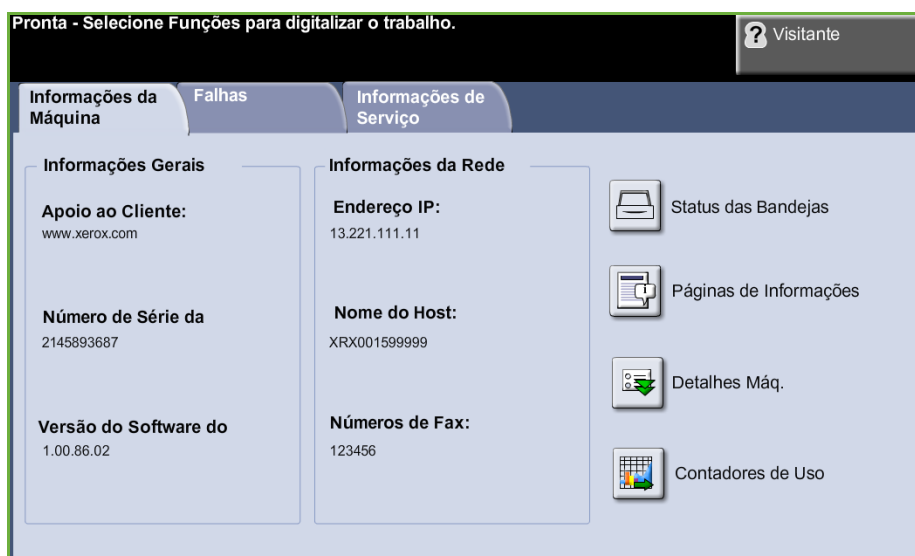 Pronta - Selecione Funções para digitalizar o trabalho.
? Visitante
Informações da
Máquina
Falhas
Informações de
Serviço
Informações Gerais
Apoio ao Cliente:
www.xerox.com
Número de Série da
2145893687
Versão do Software do
1.00.86.02
Informações da Rede
Endereço IP:
13.221.111.11
Nome do Host:
XRX001599999
Números de Fax:
123456
Status das Bandejas
Páginas de Informações
Detalhes Máq.
Contadores de Uso